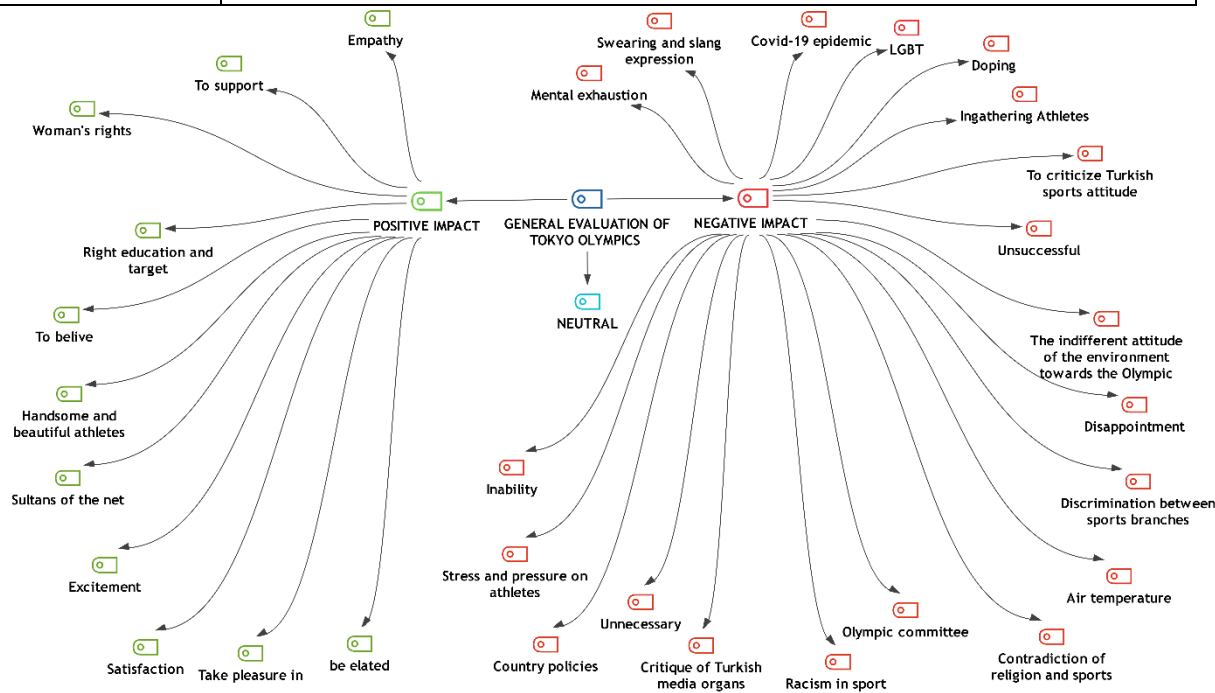 Empathy
To support
Woman's rights
POSITIVE IMPACT
Right education and
target
To belive
Handsome and
beautiful athletes
Sultans of the net
Excitement
Satisfaction
Take pleasure in
be elated
GENERAL EVALUATION OF
TOKYO OLYMPICS
NEUTRAL
Swearing and slang
expression
Mental exhaustion
Covid-19 epidemic
LGBT
Doping
Ingathering Athletes
To criticize Turkish
sports attitude
NEGATIVE IMPACT
Unsuccessful
The indifferent attitude
of the environment
towards the Olympic
Disappointment
Discrimination between
sports branches
Air temperature
Contradiction of
religion and sports
Olympic committee
Racism in sport
Critique of Turkish
media organs
Unnecessary
Country policies
Stress and pressure on
athletes
Inability